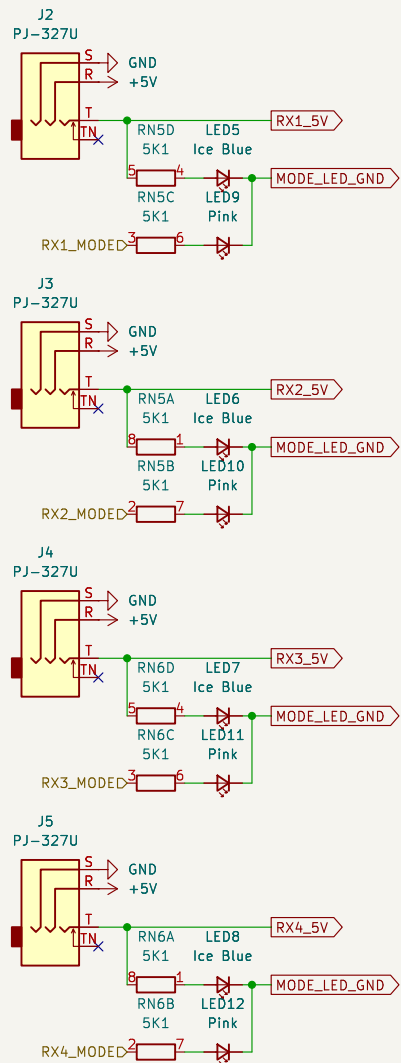 J2
PJ-327U
S
GND
R
+5V
T
RX1_5V
TN
RN5D
LED5
5K1
Ice Blue
5
4
MODE_LED_GND
RN5C
LED9
5K1
Pink
RX1_MODE
3
6
J3
PJ-327U
S
GND
R
+5V
T
RX2_5V
TN
RN5A
LED6
5K1
Ice Blue
8
1
MODE_LED_GND
RN5B
LED10
5K1
Pink
RX2_MODE
2
7
J4
PJ-327U
S
GND
R
+5V
T
RX3_5V
TN
RN6D
LED7
5K1
Ice Blue
5
4
MODE_LED_GND
RN6C
LED11
5K1
Pink
RX3_MODE
3
6
J5
PJ-327U
S
GND
R
+5V
T
RX4_5V
TN
RN6A
LED8
5K1
Ice Blue
8
1
MODE_LED_GND
RN6B
LED12
5K1
Pink
RX4_MODE
2
7